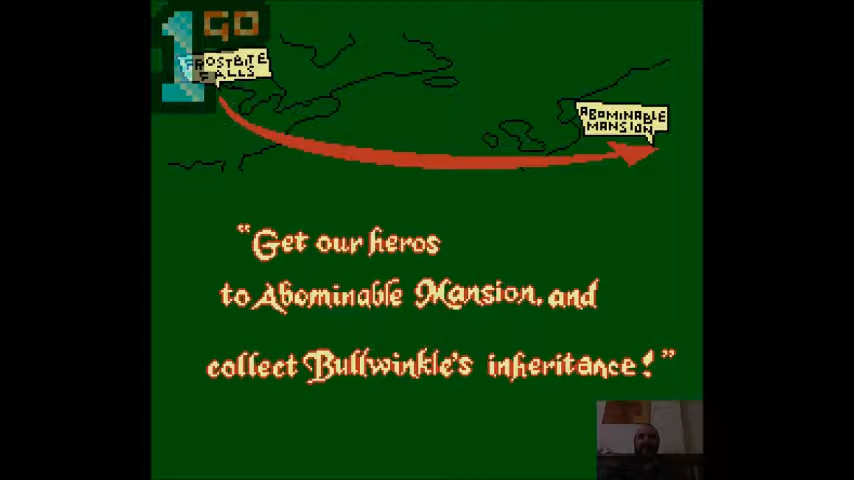 1 GO
FROSTBITE
FALLS
ABOMINABLE
MANSION
"Get our heros
to Abominable Mansion, and
collect Bullwinkle's inheritance!"